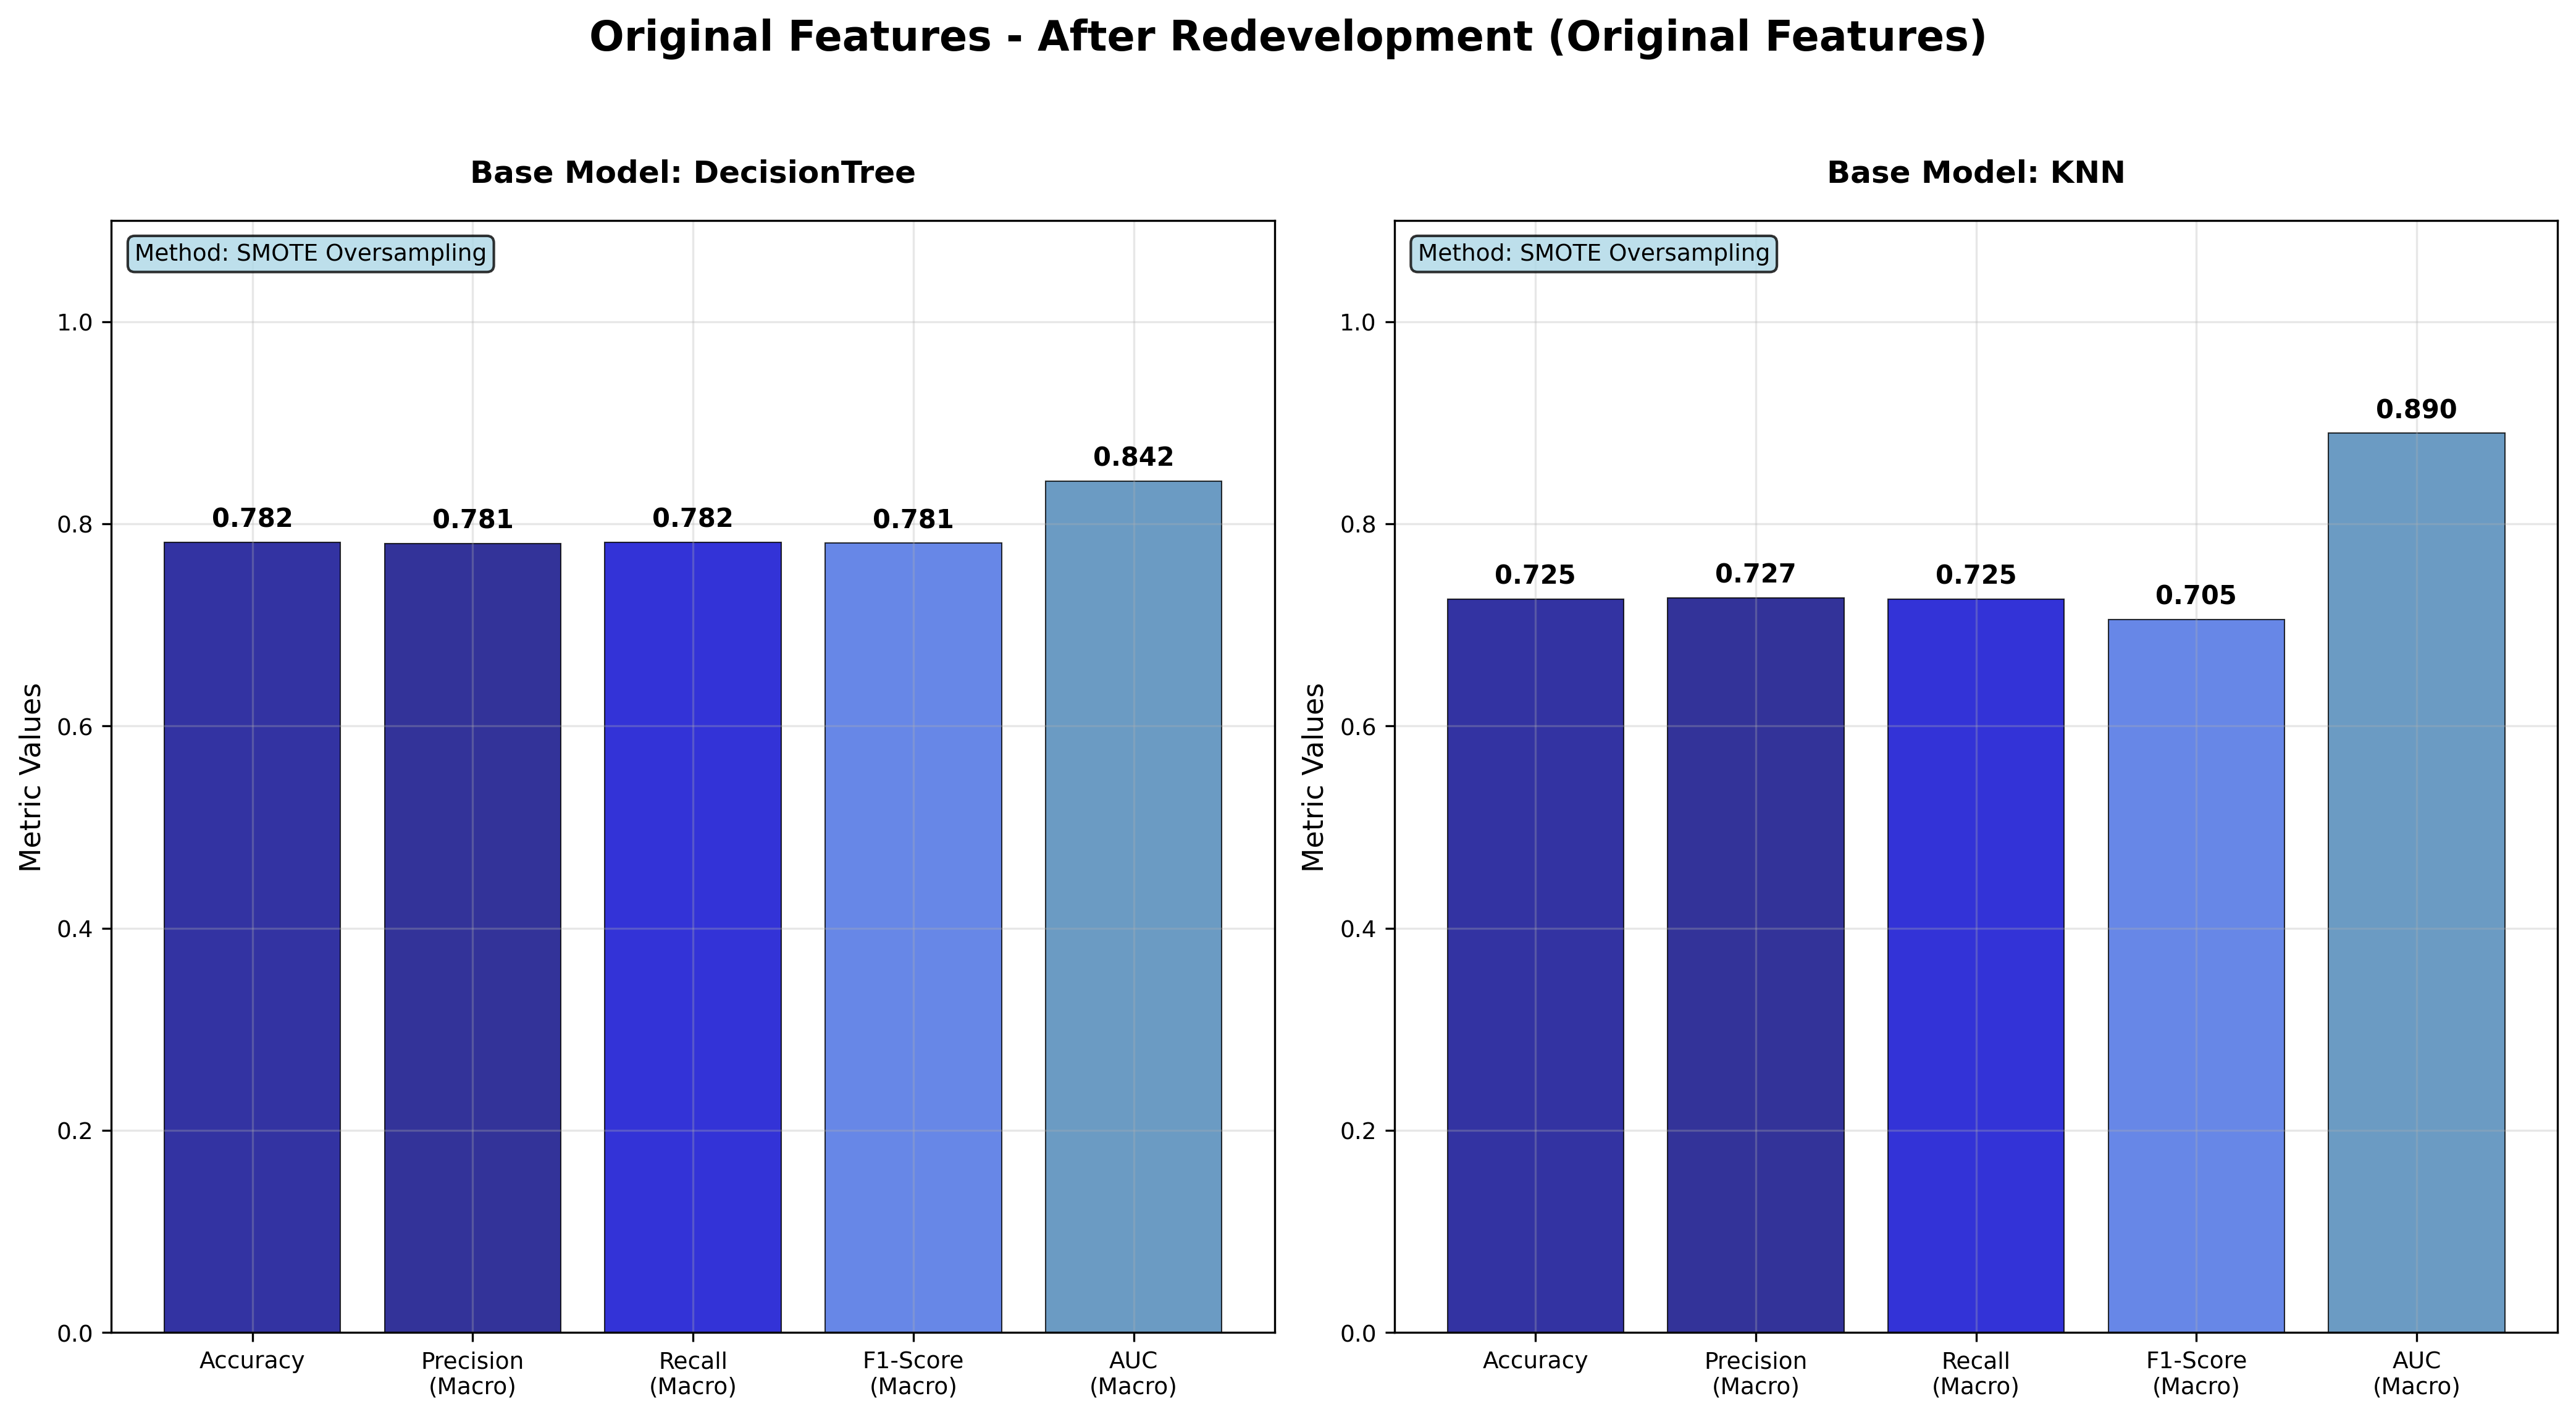 Original Features - After Redevelopment (Original Features)
Base Model: DecisionTree
Method: SMOTE Oversampling
Metric Values
1.0
0.8
0.6
0.4
0.2
0.0
0.782
0.781
0.782
0.781
0.842
Accuracy
Precision
(Macro)
Recall
(Macro)
F1-Score
(Macro)
AUC
(Macro)
Base Model: KNN
Method: SMOTE Oversampling
Metric Values
1.0
0.8
0.6
0.4
0.2
0.0
0.725
0.727
0.725
0.705
0.890
Accuracy
Precision
(Macro)
Recall
(Macro)
F1-Score
(Macro)
AUC
(Macro)